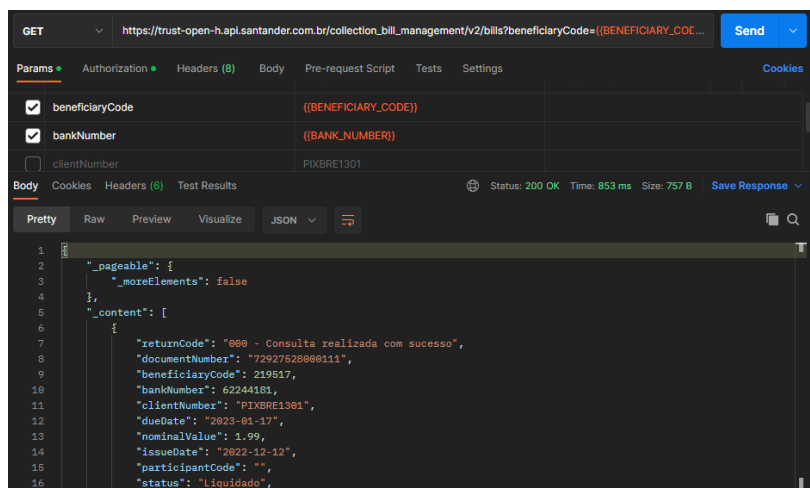 GET https://trust-open-h.api.santander.com.br/collection_bill_management/v2/bills?beneficiaryCode={{BENEFICIARY_COD... Send
Params Authorization Headers (8) Body Pre-request Script Tests Settings Cookies
beneficiaryCode {{BENEFICIARY_CODE}}
bankNumber {{BANK_NUMBER}}
clientNumber PIXBRE1301
Body Cookies Headers (6) Test Results Status: 200 OK Time: 853 ms Size: 757 B Save Response
Pretty Raw Preview Visualize JSON
1 {
2 "_pageable": {
3 "_moreElements": false
4 },
5 "_content": [
6 {
7 "returnCode": "000 - Consulta realizada com sucesso",
8 "documentNumber": "72927528000111",
9 "beneficiaryCode": 219517,
10 "bankNumber": 62244181,
11 "clientNumber": "PIXBRE1301",
12 "dueDate": "2023-01-17",
13 "nominalValue": 1.99,
14 "issueDate": "2022-12-12",
15 "participantCode": "",
16 "status": "Liquidado",